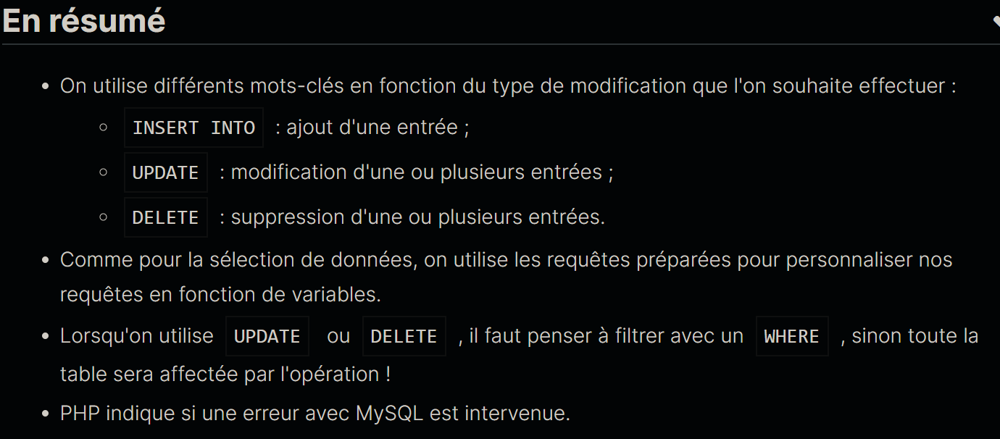 En résumé
On utilise différents mots-clés en fonction du type de modification que l'on souhaite effectuer :
INSERT INTO : ajout d'une entrée ;
UPDATE : modification d'une ou plusieurs entrées ;
DELETE : suppression d'une ou plusieurs entrées.
Comme pour la sélection de données, on utilise les requêtes préparées pour personnaliser nos
requêtes en fonction de variables.
Lorsqu'on utilise UPDATE ou DELETE , il faut penser à filtrer avec un WHERE , sinon toute la
table sera affectée par l'opération !
PHP indique si une erreur avec MySQL est intervenue.